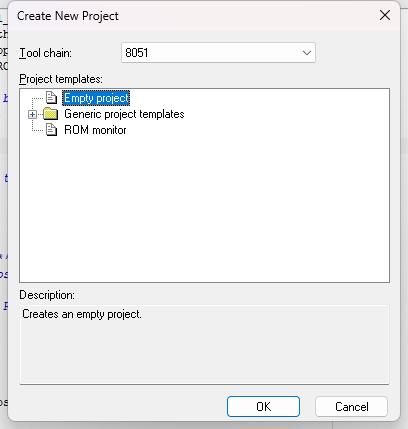 Create New Project
Tool chain:
8051
Project templates:
Empty project
Generic project templates
ROM monitor
Description:
Creates an empty project.
OK
Cancel